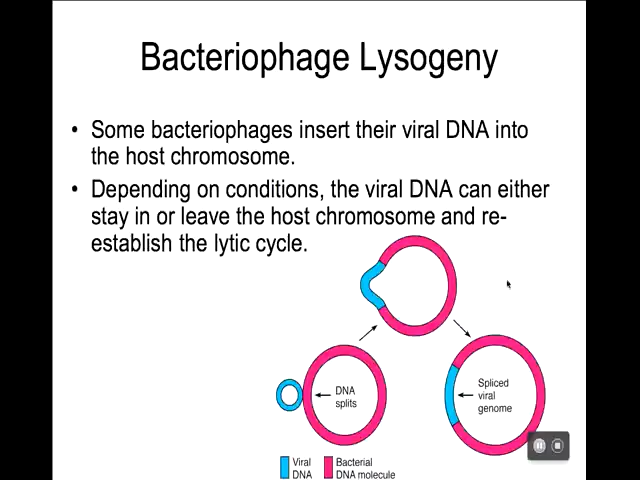 Bacteriophage Lysogeny
• Some bacteriophages insert their viral DNA into
the host chromosome.
• Depending on conditions, the viral DNA can either
stay in or leave the host chromosome and re-
establish the lytic cycle.
DNA
splits
Spliced
viral
genome
Viral
DNA
Bacterial
DNA molecule